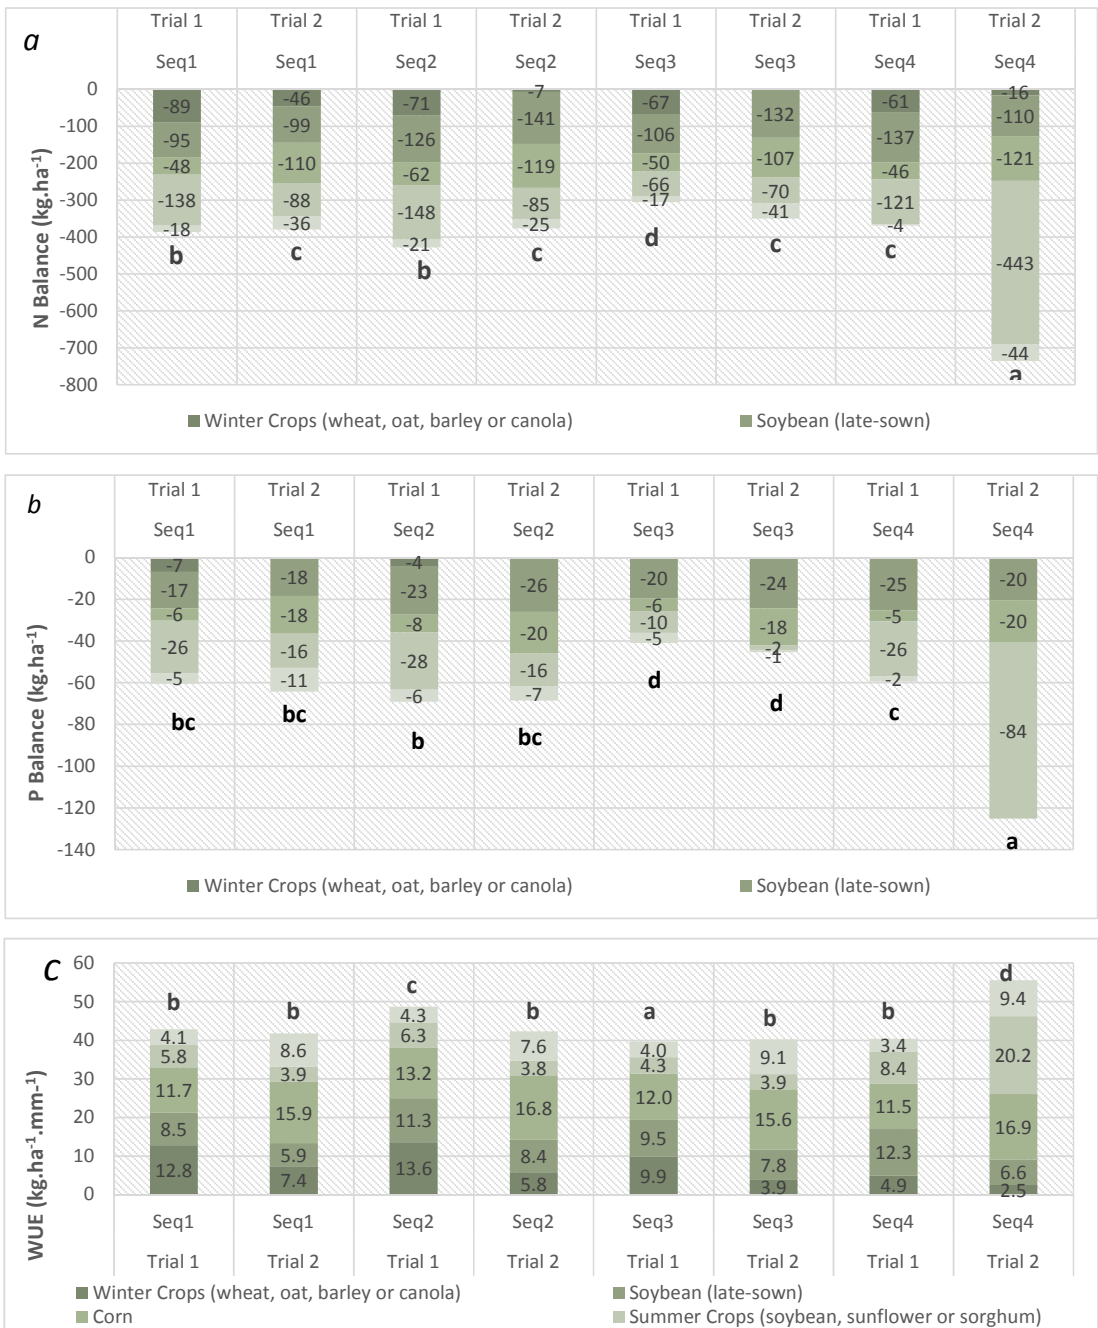 a
Trial 1 Trial 2 Trial 1 Trial 2 Trial 1 Trial 2 Trial 1 Trial 2
Seq1 Seq1 Seq2 Seq2 Seq3 Seq3 Seq4 Seq4
N Balance (kg.ha-1)
0
-100
-200
-300
-400
-500
-600
-700
-800
-89 -46 -71 -7 -67 -132 -61 -16
-95 -99 -126 -141 -106 -107 -137 -110
-48 -110 -62 -119 -50 -70 -46 -121
-138 -88 -148 -85 -66 -41 -121 -443
-18 -36 -21 -25 -17 -4 -44
b c b c d c c a
Winter Crops (wheat, oat, barley or canola) Soybean (late-sown)
b
Trial 1 Trial 2 Trial 1 Trial 2 Trial 1 Trial 2 Trial 1 Trial 2
Seq1 Seq1 Seq2 Seq2 Seq3 Seq3 Seq4 Seq4
P Balance (kg.ha-1)
0
-20
-40
-60
-80
-100
-120
-140
-7 -18 -4 -26 -20 -24 -25 -20
-17 -18 -23 -20 -6 -18 -5 -20
-6 -16 -8 -16 -10 -2 -26 -84
-26 -11 -28 -7 -5 -1 -2
-5 -6
bc bc b bc d d c a
Winter Crops (wheat, oat, barley or canola) Soybean (late-sown)
C
WUE (kg.ha-1.mm-1)
60
50
40
30
20
10
0
b b c b a b b d
4.1 8.6 4.3 7.6 4.0 9.1 3.4 9.4
5.8 3.9 6.3 3.8 4.3 3.9 8.4 20.2
11.7 15.9 13.2 16.8 12.0 15.6 11.5 16.9
8.5 5.9 11.3 8.4 9.5 7.8 12.3 6.6
12.8 7.4 13.6 5.8 9.9 3.9 4.9 2.5
Seq1 Seq1 Seq2 Seq2 Seq3 Seq3 Seq4 Seq4
Trial 1 Trial 2 Trial 1 Trial 2 Trial 1 Trial 2 Trial 1 Trial 2
Winter Crops (wheat, oat, barley or canola) Soybean (late-sown)
Corn Summer Crops (soybean, sunflower or sorghum)